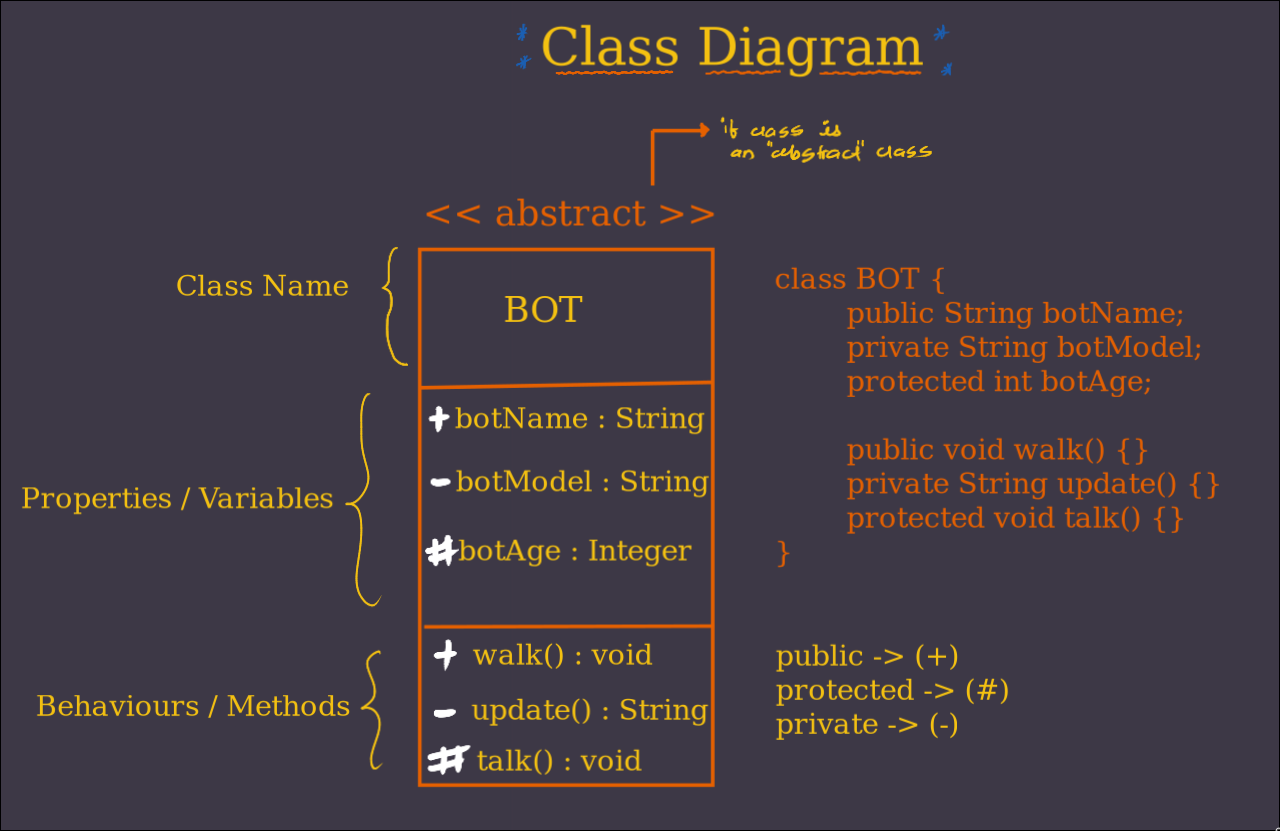 * Class Diagram *
* *
if class is
an "abstract" class
<< abstract >>
Class Name
BOT
Properties / Variables
+ botName : String
- botModel : String
# botAge : Integer
Behaviours / Methods
+ walk() : void
- update() : String
# talk() : void
class BOT {
public String botName;
private String botModel;
protected int botAge;
public void walk() {}
private String update() {}
protected void talk() {}
}
public -> (+)
protected -> (#)
private -> (-)